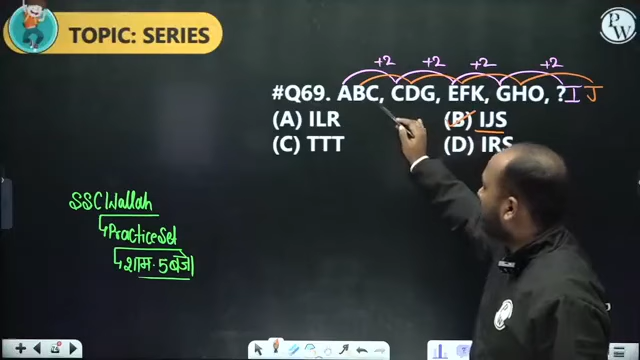 TOPIC: SERIES
+2 +2 +2 +2
#Q69. ABC, CDG, EFK, GHO, ? I J
(A) ILR (B) IJS
(C) TTT (D) IRS
SSC Wallah
Practice Set
शाम 5 बजे